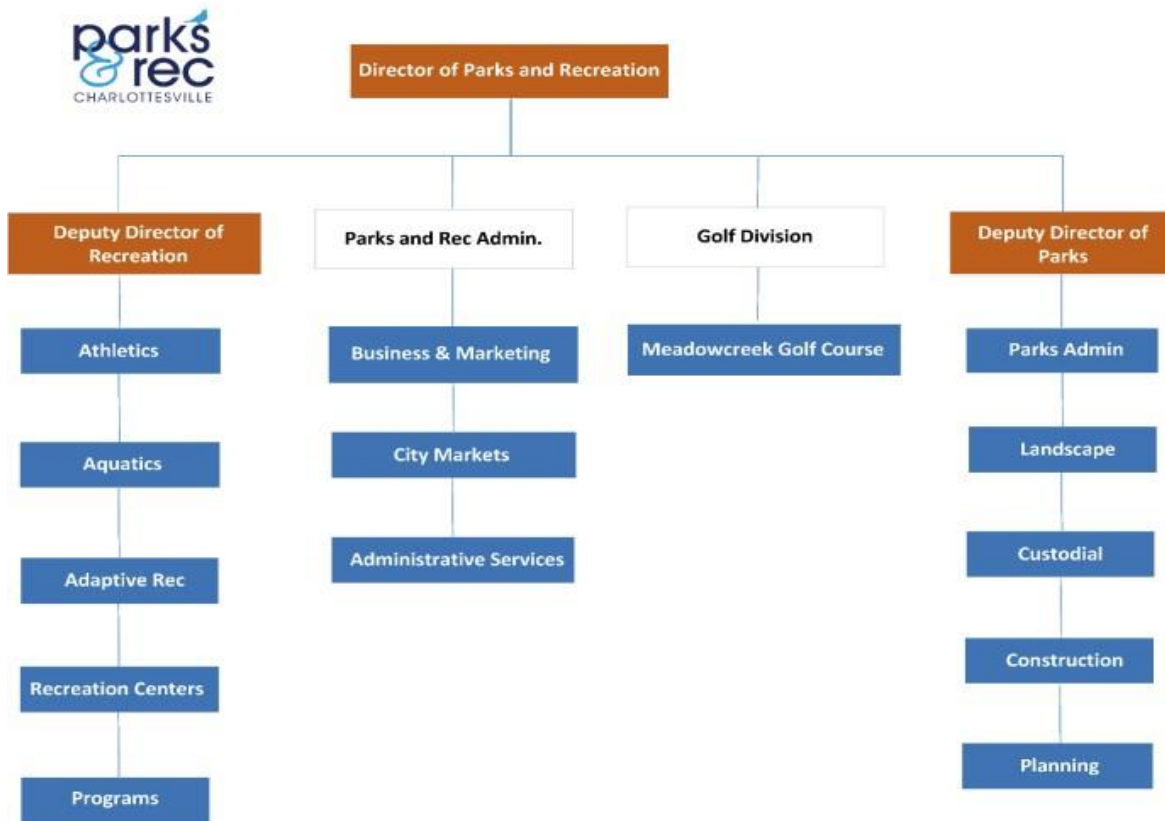 parks
& rec
CHARLOTTESVILLE
Director of Parks and Recreation
Deputy Director of
Recreation
Parks and Rec Admin.
Golf Division
Deputy Director of
Parks
Athletics
Business & Marketing
Meadowcreek Golf Course
Parks Admin
Aquatics
City Markets
Landscape
Adaptive Rec
Administrative Services
Custodial
Recreation Centers
Construction
Programs
Planning